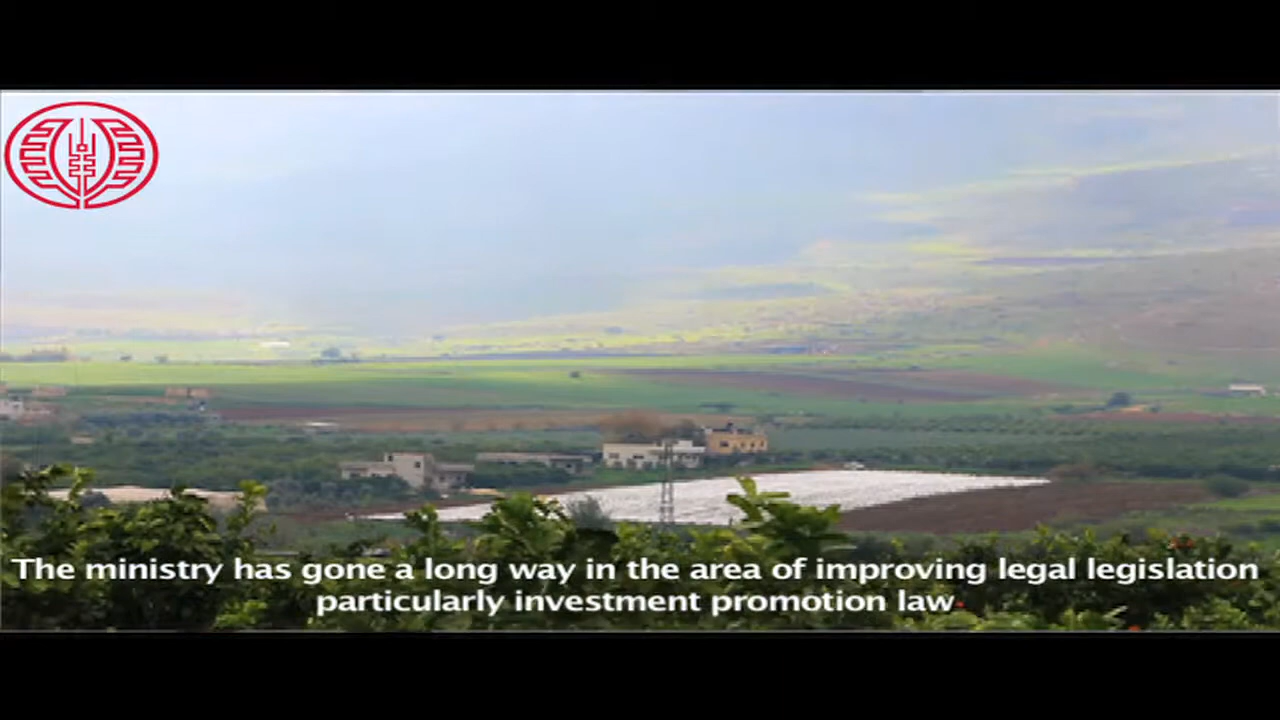 The ministry has gone a long way in the area of improving legal legislation
particularly investment promotion law.